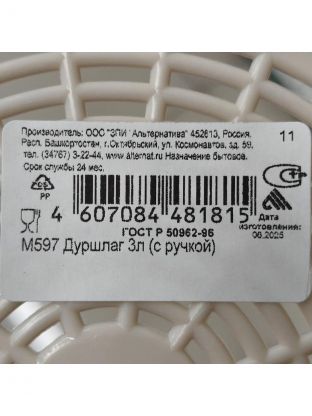 Производитель: ООО "ЗПИ "Альтернатива" 452613, Россия.
11
Расп. Башкортостан, г.Октябрьский, ул. Космонавтов, зд. 59,
тел. (34767) 3-22-44, www.alternat.ru Назначение бытовое.
Срок службы 24 мес.
05
PP
4 607084 481815
Дата
изготовления:
06.2025
ГОСТ Р 50962-96
М597 Дуршлаг 3л (с ручкой)